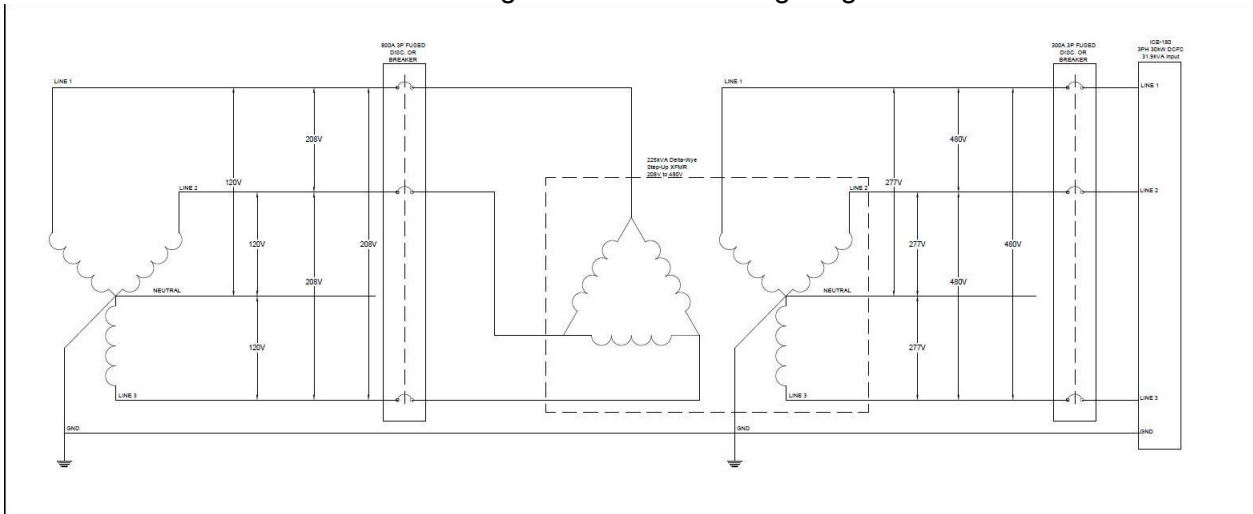 800A 3P FUSED
DISC. OR
BREAKER
300A 3P FUSED
DISC. OR
BREAKER
ICE-180
3PH 30kW DCFC
31.9kVA Input
LINE 1
LINE 1
LINE 1
208V
480V
225kVA Delta-Wye
Step-Up XFMR
208V to 480V
120V
LINE 2
277V
LINE 2
LINE 2
120V
208V
277V
480V
208V
480V
NEUTRAL
NEUTRAL
120V
277V
LINE 3
LINE 3
LINE 3
GND
GND
GND